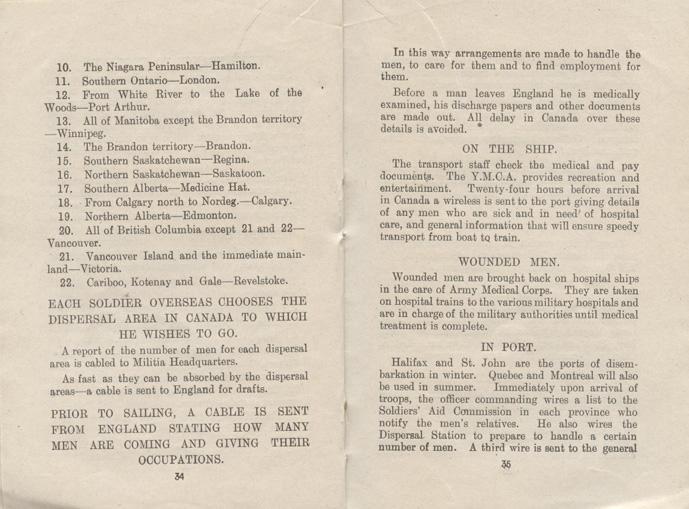 10. The Niagara Peninsular—Hamilton.
11. Southern Ontario—London.
12. From White River to the Lake of the
Woods—Port Arthur.
13. All of Manitoba except the Brandon territory
—Winnipeg.
14. The Brandon territory—Brandon.
15. Southern Saskatchewan—Regina.
16. Northern Saskatchewan—Saskatoon.
17. Southern Alberta—Medicine Hat.
18. From Calgary north to Nordeg.—Calgary.
19. Northern Alberta—Edmonton.
20. All of British Columbia except 21 and 22—
Vancouver.
21. Vancouver Island and the immediate main-
land—Victoria.
22. Cariboo, Kotenay and Gale—Revelstoke.
EACH SOLDIER OVERSEAS CHOOSES THE
DISPERSAL AREA IN CANADA TO WHICH
HE WISHES TO GO.
A report of the number of men for each dispersal
area is cabled to Militia Headquarters.
As fast as they can be absorbed by the dispersal
areas—a cable is sent to England for drafts.
PRIOR TO SAILING, A CABLE IS SENT
FROM ENGLAND STATING HOW MANY
MEN ARE COMING AND GIVING THEIR
OCCUPATIONS.
34
In this way arrangements are made to handle the
men, to care for them and to find employment for
them.
Before a man leaves England he is medically
examined, his discharge papers and other documents
are made out. All delay in Canada over these
details is avoided.
ON THE SHIP.
The transport staff check the medical and pay
documents. The Y.M.C.A. provides recreation and
entertainment. Twenty-four hours before arrival
in Canada a wireless is sent to the port giving details
of any men who are sick and in need of hospital
care, and general information that will ensure speedy
transport from boat to train.
WOUNDED MEN.
Wounded men are brought back on hospital ships
in the care of Army Medical Corps. They are taken
on hospital trains to the various military hospitals and
are in charge of the military authorities until medical
treatment is complete.
IN PORT.
Halifax and St. John are the ports of disem-
barkation in winter. Quebec and Montreal will also
be used in summer. Immediately upon arrival of
troops, the officer commanding wires a list to the
Soldiers' Aid Commission in each province who
notify the men's relatives. He also wires the
Dispersal Station to prepare to handle a certain
number of men. A third wire is sent to the general
35